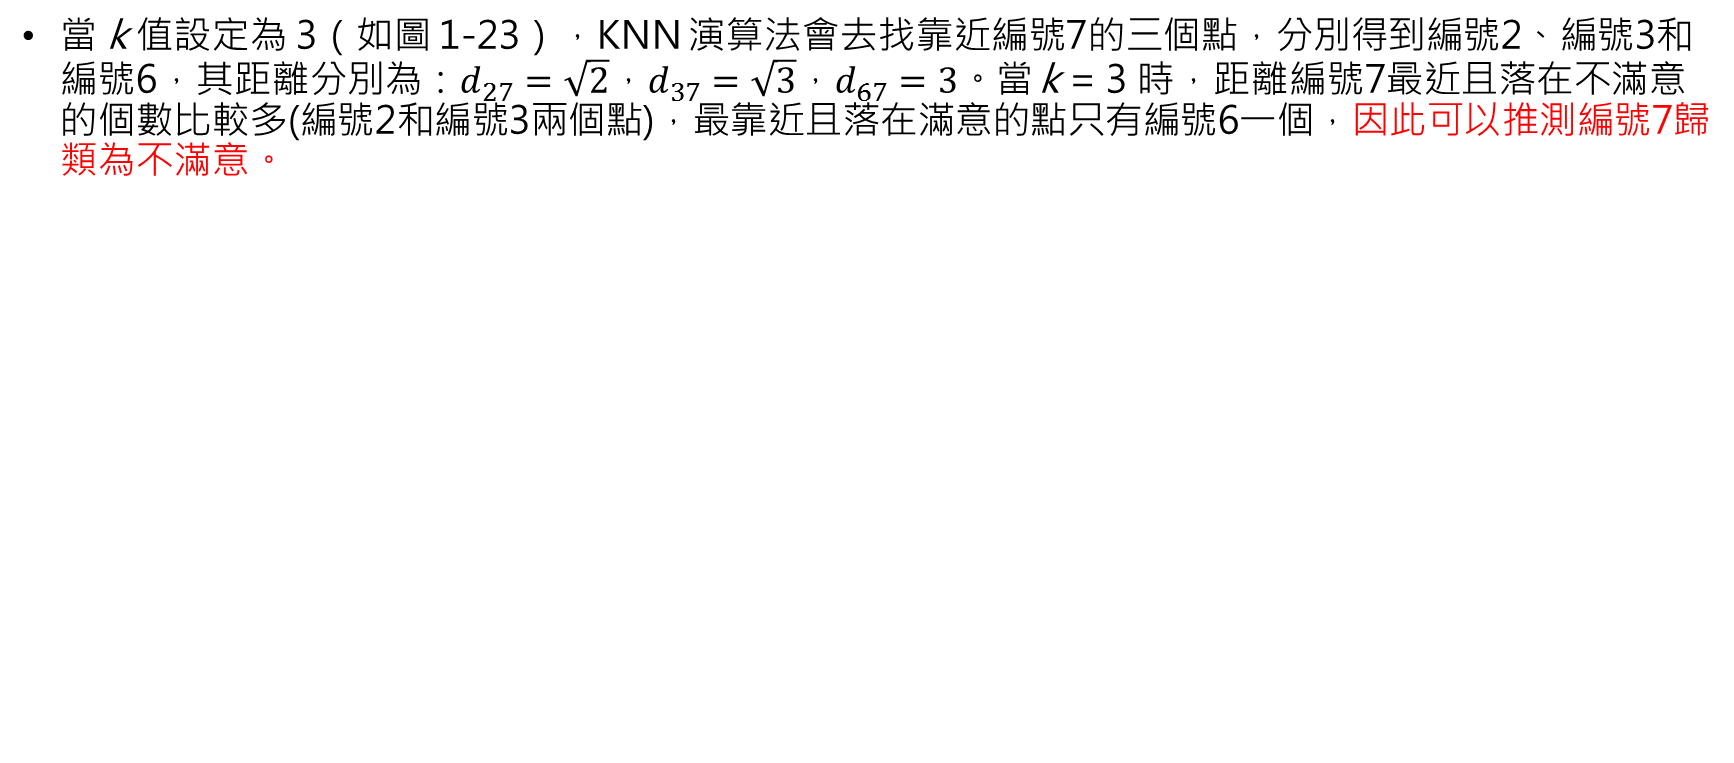 • 當 k 值設定為 3（如圖 1-23），KNN 演算法會去找靠近編號7的三個點，分別得到編號2、編號3和
編號6，其距離分別為：d₂₇ = √2，d₃₇ = √3，d₆₇ = 3。當 k = 3 時，距離編號7最近且落在不滿意
的個數比較多(編號2和編號3兩個點)，最靠近且落在滿意的點只有編號6一個，因此可以推測編號7歸
類為不滿意。